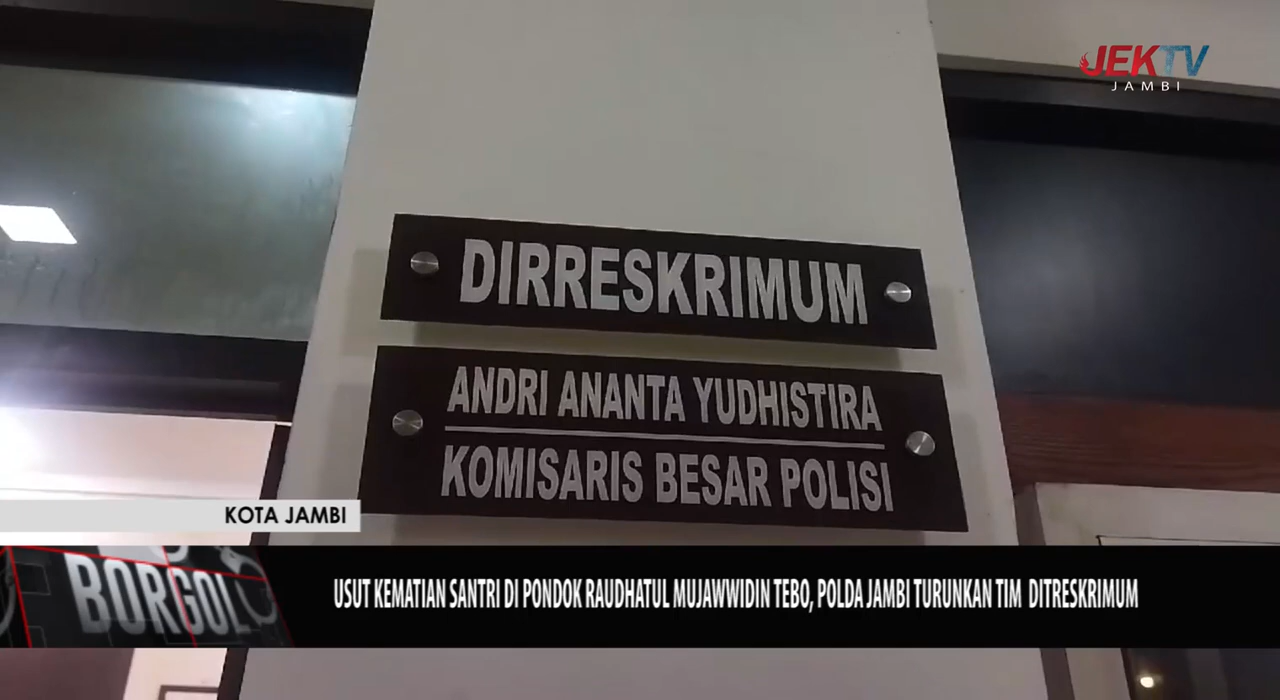 JEKTV
JAMBI
DIRRESKRIMUM
ANDRI ANANTA YUDHISTIRA
KOMISARIS BESAR POLISI
KOTA JAMBI
BORGOL
USUT KEMATIAN SANTRI DI PONDOK RAUDHATUL MUJAWWIDIN TEBO, POLDA JAMBI TURUNKAN TIM DITRESKRIMUM